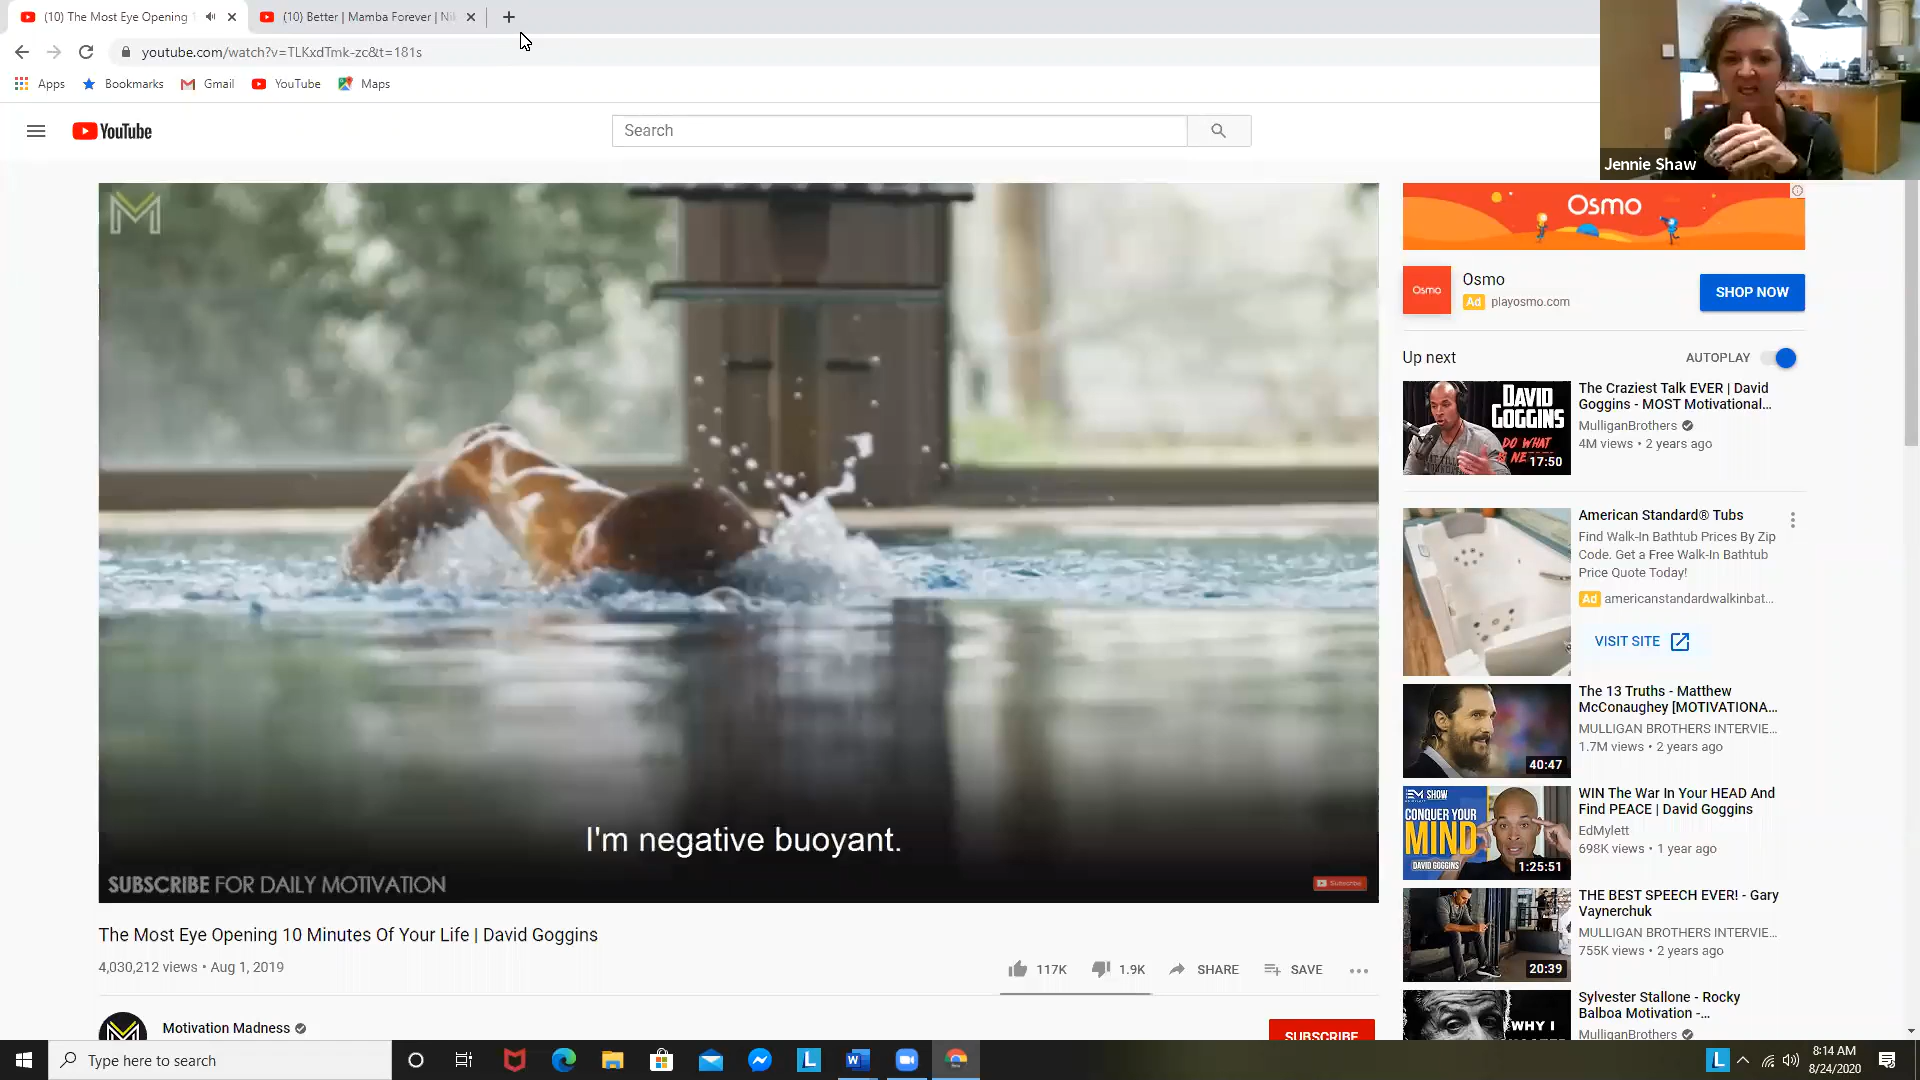 (10) The Most Eye Opening
(10) Better | Mamba Forever |
youtube.com/watch?v=TLKxdTmk-zc&t=181s
Apps
Bookmarks
Gmail
YouTube
Maps
Jennie Shaw
YouTube
Search
Osmo
Osmo
Osmo
Ad playosmo.com
SHOP NOW
Up next
AUTOPLAY
DAVID
GOGGINS
DO WHAT
17:50
The Craziest Talk EVER | David
Goggins - MOST Motivational...
MulliganBrothers
4M views • 2 years ago
American Standard® Tubs
Find Walk-In Bathtub Prices By Zip
Code. Get a Free Walk-In Bathtub
Price Quote Today!
Ad americanstandardwalkinbat...
VISIT SITE
40:47
The 13 Truths - Matthew
McConaughey [MOTIVATIONA...
MULLIGAN BROTHERS INTERVIE...
1.7M views • 2 years ago
EM SHOW
CONQUER YOUR
MIND
DAVID GOGGINS
1:25:51
WIN The War In Your HEAD And
Find PEACE | David Goggins
EdMylett
698K views • 1 year ago
20:39
THE BEST SPEECH EVER! - Gary
Vaynerchuk
MULLIGAN BROTHERS INTERVIE...
755K views • 2 years ago
WHY I
Sylvester Stallone - Rocky
Balboa Motivation -...
MulliganBrothers
I'm negative buoyant.
SUBSCRIBE FOR DAILY MOTIVATION
Subscribe
The Most Eye Opening 10 Minutes Of Your Life | David Goggins
4,030,212 views • Aug 1, 2019
117K
1.9K
SHARE
SAVE
Motivation Madness
SUBSCRIBE
Type here to search
8:14 AM
8/24/2020